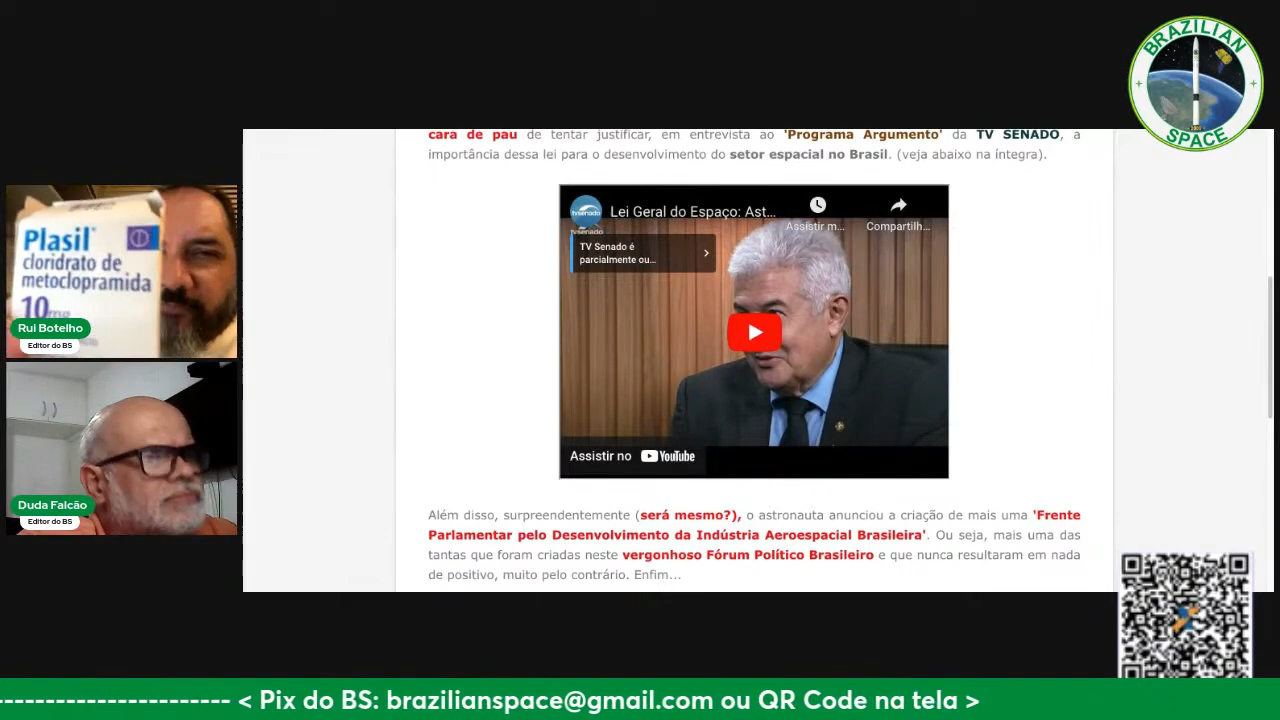 BRAZILIAN
SPACE
cara de pau de tentar justificar, em entrevista ao 'Programa Argumento' da TV SENADO, a
importância dessa lei para o desenvolvimento do setor espacial no Brasil. (veja abaixo na íntegra).
tvsenado
Lei Geral do Espaço: Ast...
Assistir m...
Compartilh...
tvsenado
TV Senado é
parcialmente ou...
Assistir no YouTube
Plasil
cloridrato de
metoclopramida
10mg
Rui Botelho
Editor do BS
Duda Falcão
Editor do BS
Além disso, surpreendentemente (será mesmo?), o astronauta anunciou a criação de mais uma 'Frente
Parlamentar pelo Desenvolvimento da Indústria Aeroespacial Brasileira'. Ou seja, mais uma das
tantas que foram criadas neste vergonhoso Fórum Político Brasileiro e que nunca resultaram em nada
de positivo, muito pelo contrário. Enfim...
---------------------- < Pix do BS: brazilianspace@gmail.com ou QR Code na tela >